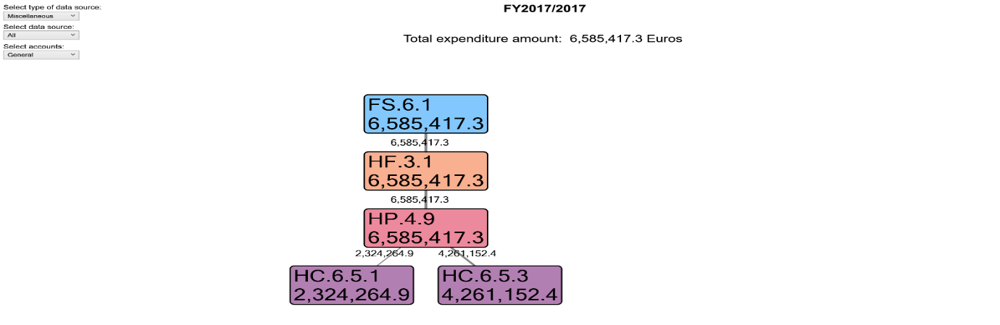 Select type of data source:
Miscellaneous
Select data source:
All
Select accounts:
General
FY2017/2017
Total expenditure amount:  6,585,417.3 Euros
FS.6.1
6,585,417.3
6,585,417.3
HF.3.1
6,585,417.3
6,585,417.3
HP.4.9
6,585,417.3
2,324,264.9
4,261,152.4
HC.6.5.1
2,324,264.9
HC.6.5.3
4,261,152.4